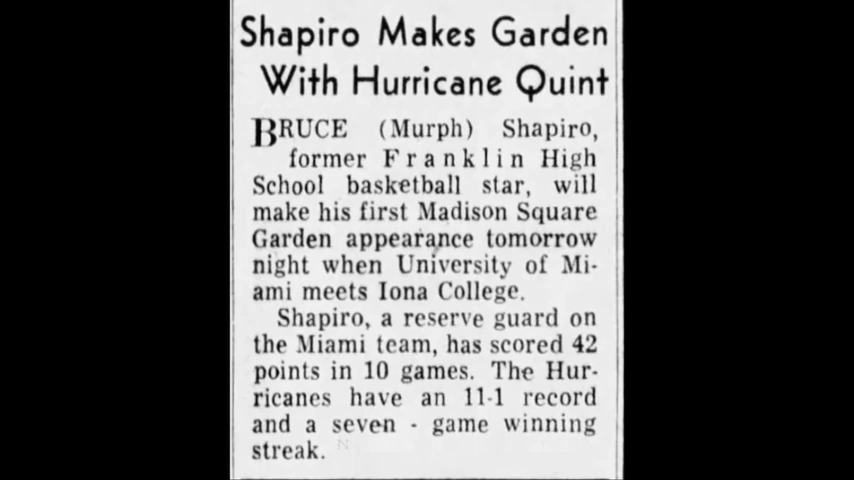 Shapiro Makes Garden
With Hurricane Quint
BRUCE (Murph) Shapiro,
former Franklin High
School basketball star, will
make his first Madison Square
Garden appearance tomorrow
night when University of Mi-
ami meets Iona College.
Shapiro, a reserve guard on
the Miami team, has scored 42
points in 10 games. The Hur-
ricanes have an 11-1 record
and a seven - game winning
streak.